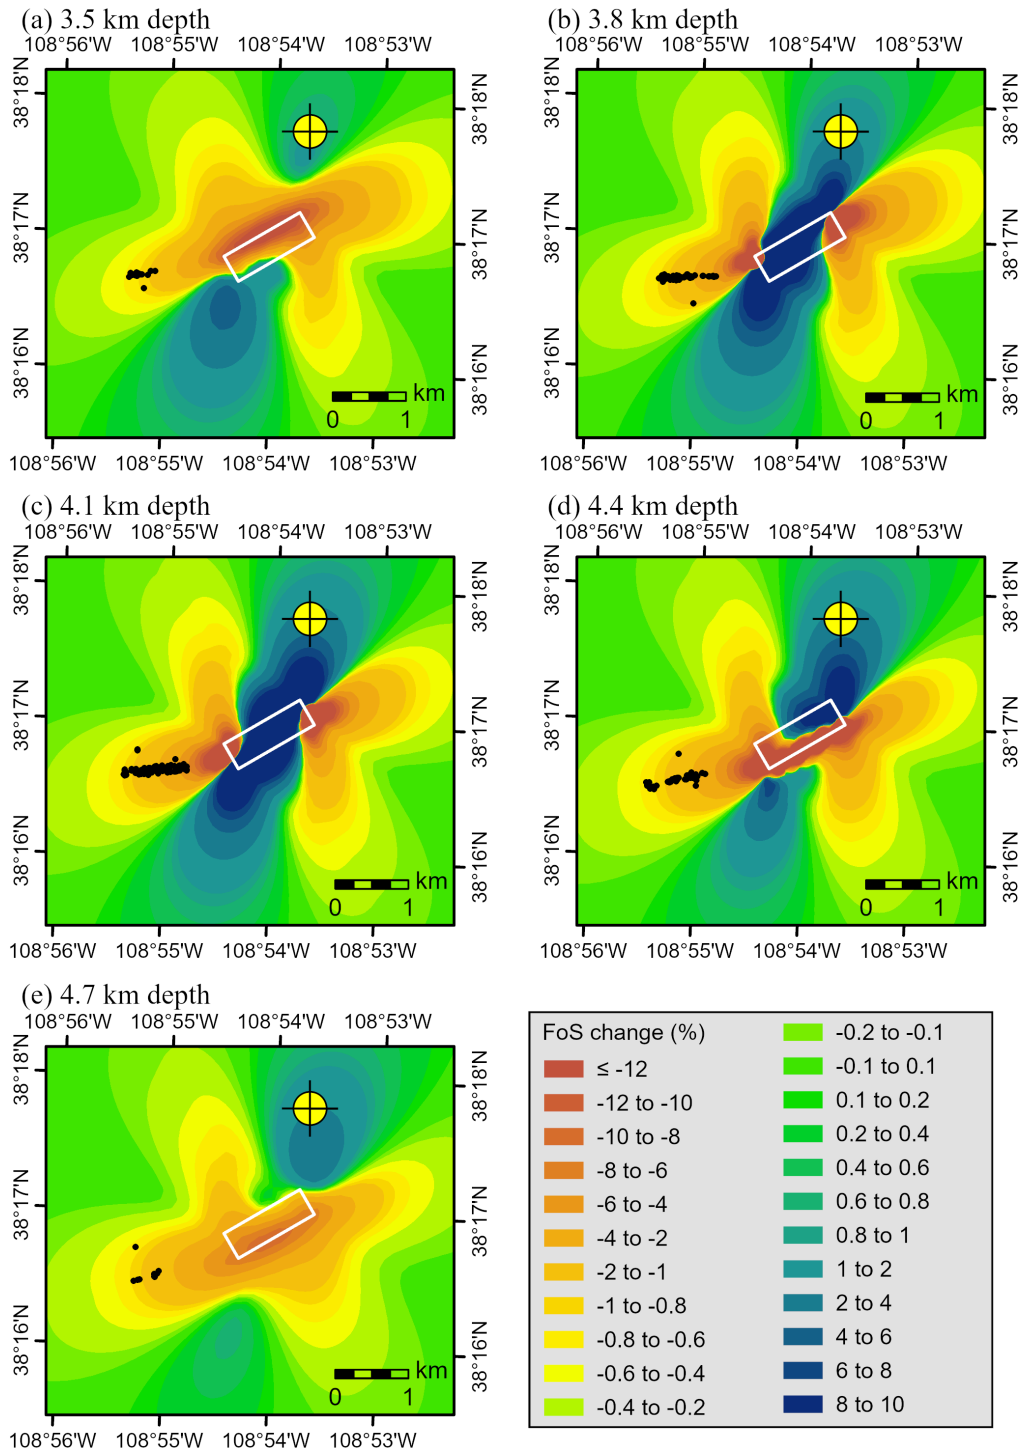 (a) 3.5 km depth
108°56'W 108°55'W 108°54'W 108°53'W
38°18'N
38°17'N
38°16'N
38°18'N
38°17'N
38°16'N
km
0 1
108°56'W 108°55'W 108°54'W 108°53'W
(b) 3.8 km depth
108°56'W 108°55'W 108°54'W 108°53'W
38°18'N
38°17'N
38°16'N
38°18'N
38°17'N
38°16'N
km
0 1
108°56'W 108°55'W 108°54'W 108°53'W
(c) 4.1 km depth
108°56'W 108°55'W 108°54'W 108°53'W
38°18'N
38°17'N
38°16'N
38°18'N
38°17'N
38°16'N
km
0 1
108°56'W 108°55'W 108°54'W 108°53'W
(d) 4.4 km depth
108°56'W 108°55'W 108°54'W 108°53'W
38°18'N
38°17'N
38°16'N
38°18'N
38°17'N
38°16'N
km
0 1
108°56'W 108°55'W 108°54'W 108°53'W
(e) 4.7 km depth
108°56'W 108°55'W 108°54'W 108°53'W
38°18'N
38°17'N
38°16'N
38°18'N
38°17'N
38°16'N
km
0 1
108°56'W 108°55'W 108°54'W 108°53'W
FoS change (%)
≤ -12
-12 to -10
-10 to -8
-8 to -6
-6 to -4
-4 to -2
-2 to -1
-1 to -0.8
-0.8 to -0.6
-0.6 to -0.4
-0.4 to -0.2
-0.2 to -0.1
-0.1 to 0.1
0.1 to 0.2
0.2 to 0.4
0.4 to 0.6
0.6 to 0.8
0.8 to 1
1 to 2
2 to 4
4 to 6
6 to 8
8 to 10